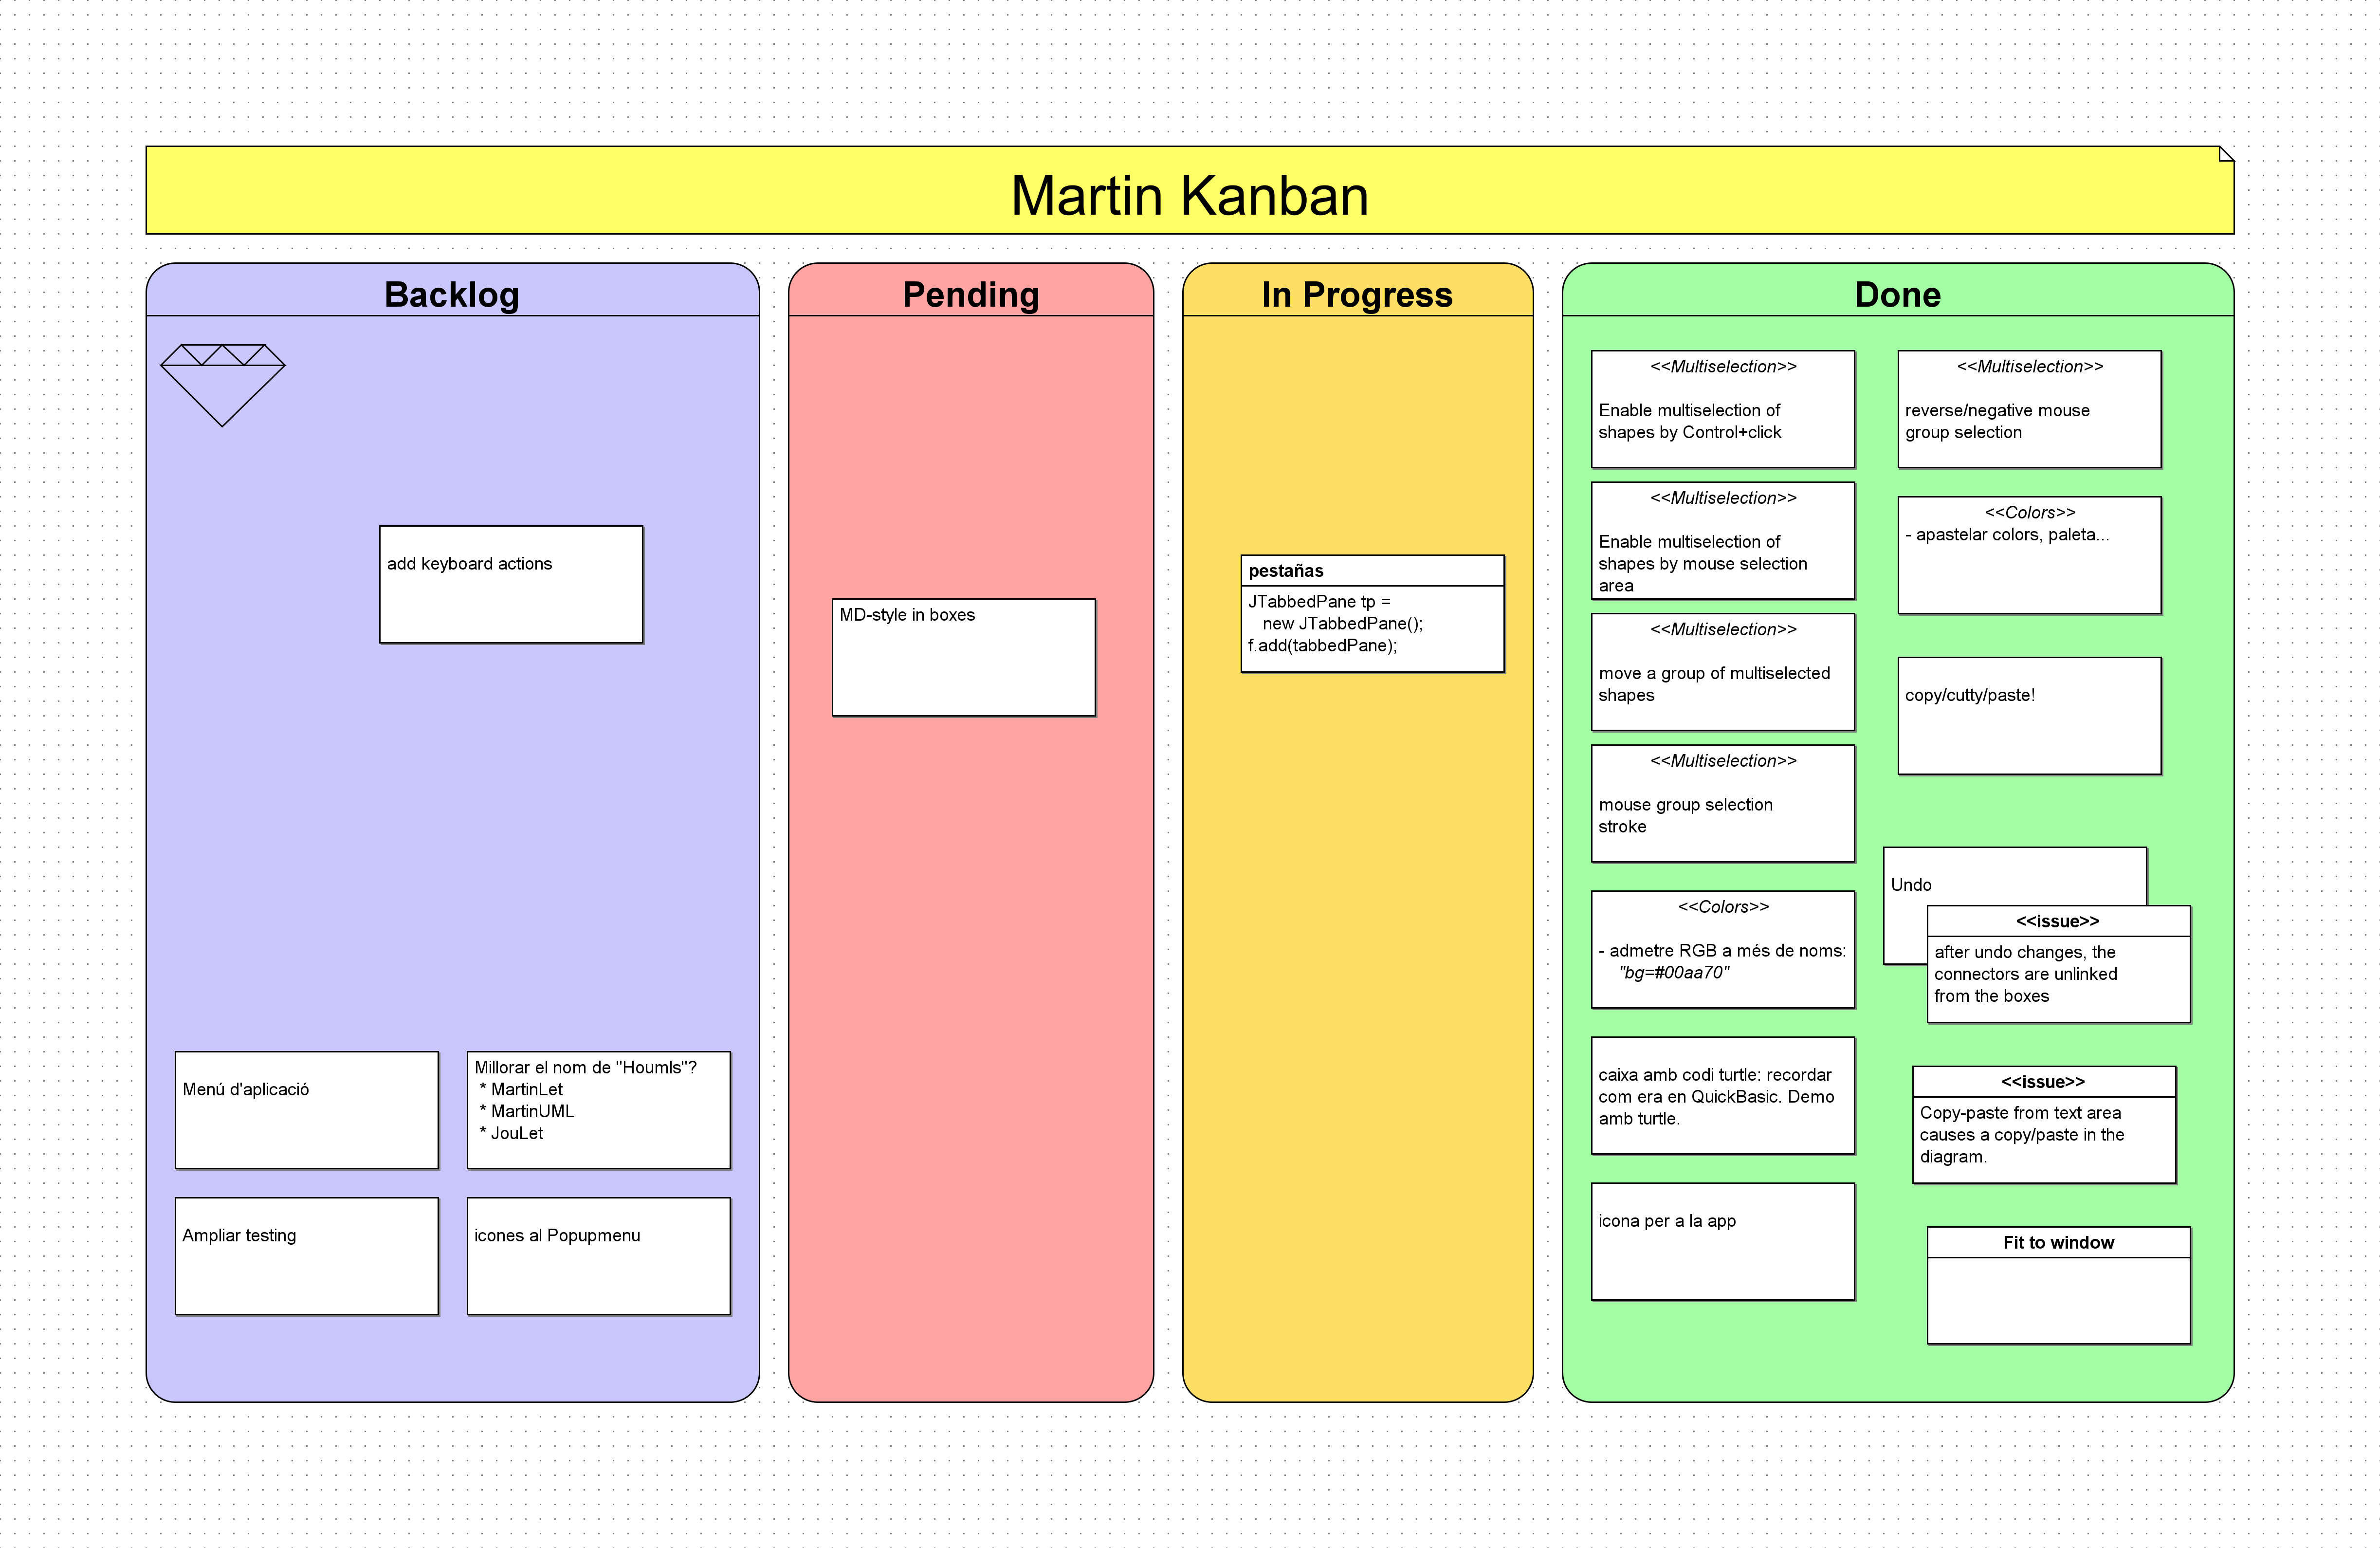 Martin Kanban
Backlog
add keyboard actions
Menú d'aplicació
Millorar el nom de "Houmls"?
* MartinLet
* MartinUML
* JouLet
Ampliar testing
icones al Popupmenu
Pending
MD-style in boxes
In Progress
pestañas
JTabbedPane tp =
new JTabbedPane();
f.add(tabbedPane);
Done
<<Multiselection>>
Enable multiselection of
shapes by Control+click
<<Multiselection>>
Enable multiselection of
shapes by mouse selection
area
<<Multiselection>>
move a group of multiselected
shapes
<<Multiselection>>
mouse group selection
stroke
<<Colors>>
- admetre RGB a més de noms:
"bg=#00aa70"
caixa amb codi turtle: recordar
com era en QuickBasic. Demo
amb turtle.
icona per a la app
<<Multiselection>>
reverse/negative mouse
group selection
<<Colors>>
- apastelar colors, paleta...
copy/cutty/paste!
Undo
<<issue>>
after undo changes, the
connectors are unlinked
from the boxes
<<issue>>
Copy-paste from text area
causes a copy/paste in the
diagram.
Fit to window